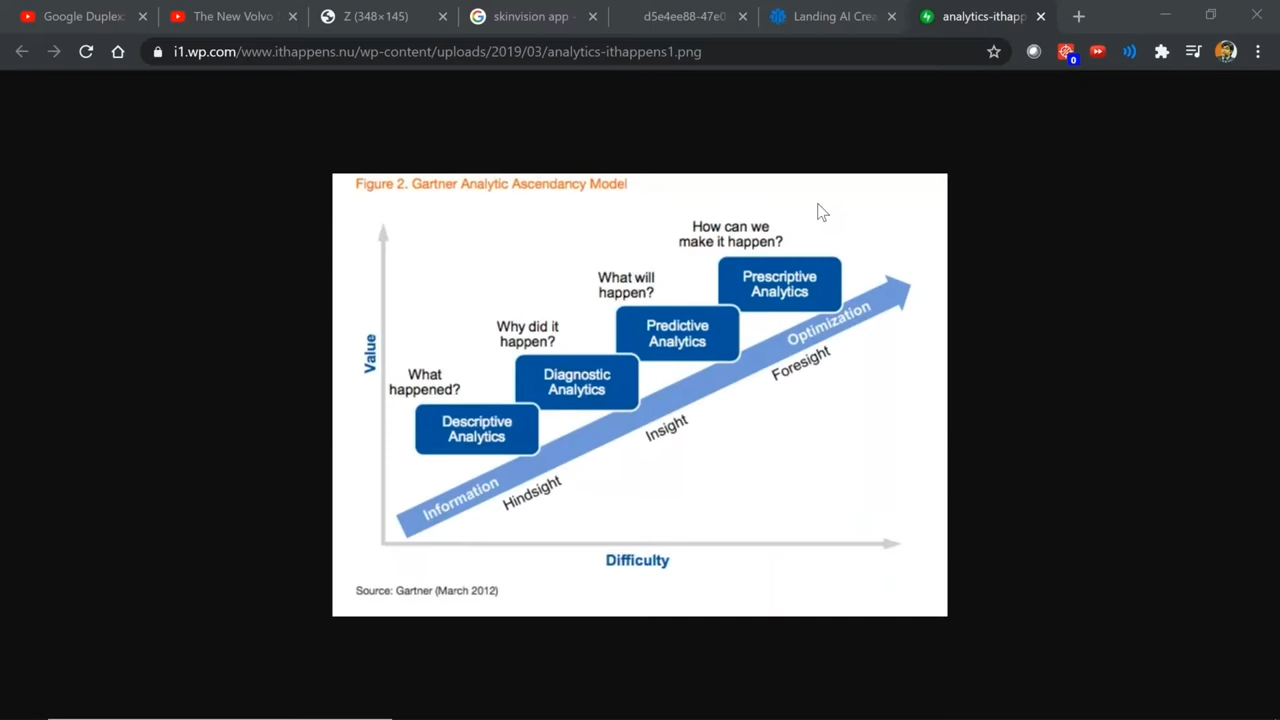 Google Duplex:
The New Volvo
Z (348×145)
skinvision app -
d5e4ee88-47e0
Landing AI Crea
analytics-ithapp
i1.wp.com/www.ithappens.nu/wp-content/uploads/2019/03/analytics-ithappens1.png
0
Figure 2. Gartner Analytic Ascendancy Model
How can we
make it happen?
Prescriptive
Analytics
What will
happen?
Predictive
Analytics
Why did it
happen?
Diagnostic
Analytics
What
happened?
Descriptive
Analytics
Value
Information
Optimization
Hindsight
Insight
Foresight
Difficulty
Source: Gartner (March 2012)